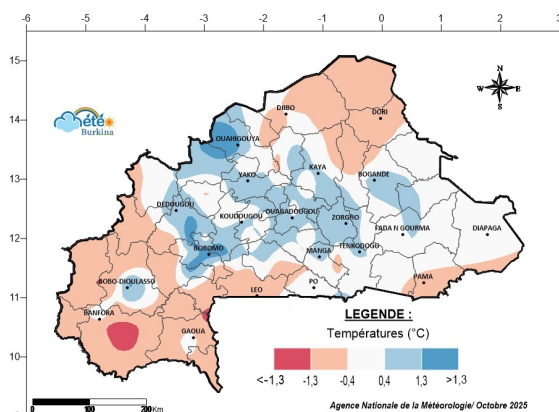 -6 -5 -4 -3 -2 -1 0 1 2 3
15
14
13
12
11
10
N
W E
S
Météo
Burkina
DJIBO
DORI
OUAHIGOUYA
KAYA
YAKO
BOGANDE
DEDOUGOU
KOUDOUGOU
OUAGADOUGOU
ZORGHO
FADA N GOURMA
DIAPAGA
BOROMO
MANGA
TENKODOGO
BOBO-DIOULASSO
LEO
PO
PAMA
BANFORA
GAOUA
LEGENDE :
Températures (°C)
<-1,3 -1,3 -0,4 0,4 1,3 >1,3
0 100 200 Km
Agence Nationale de la Météorologie/ Octobre 2025